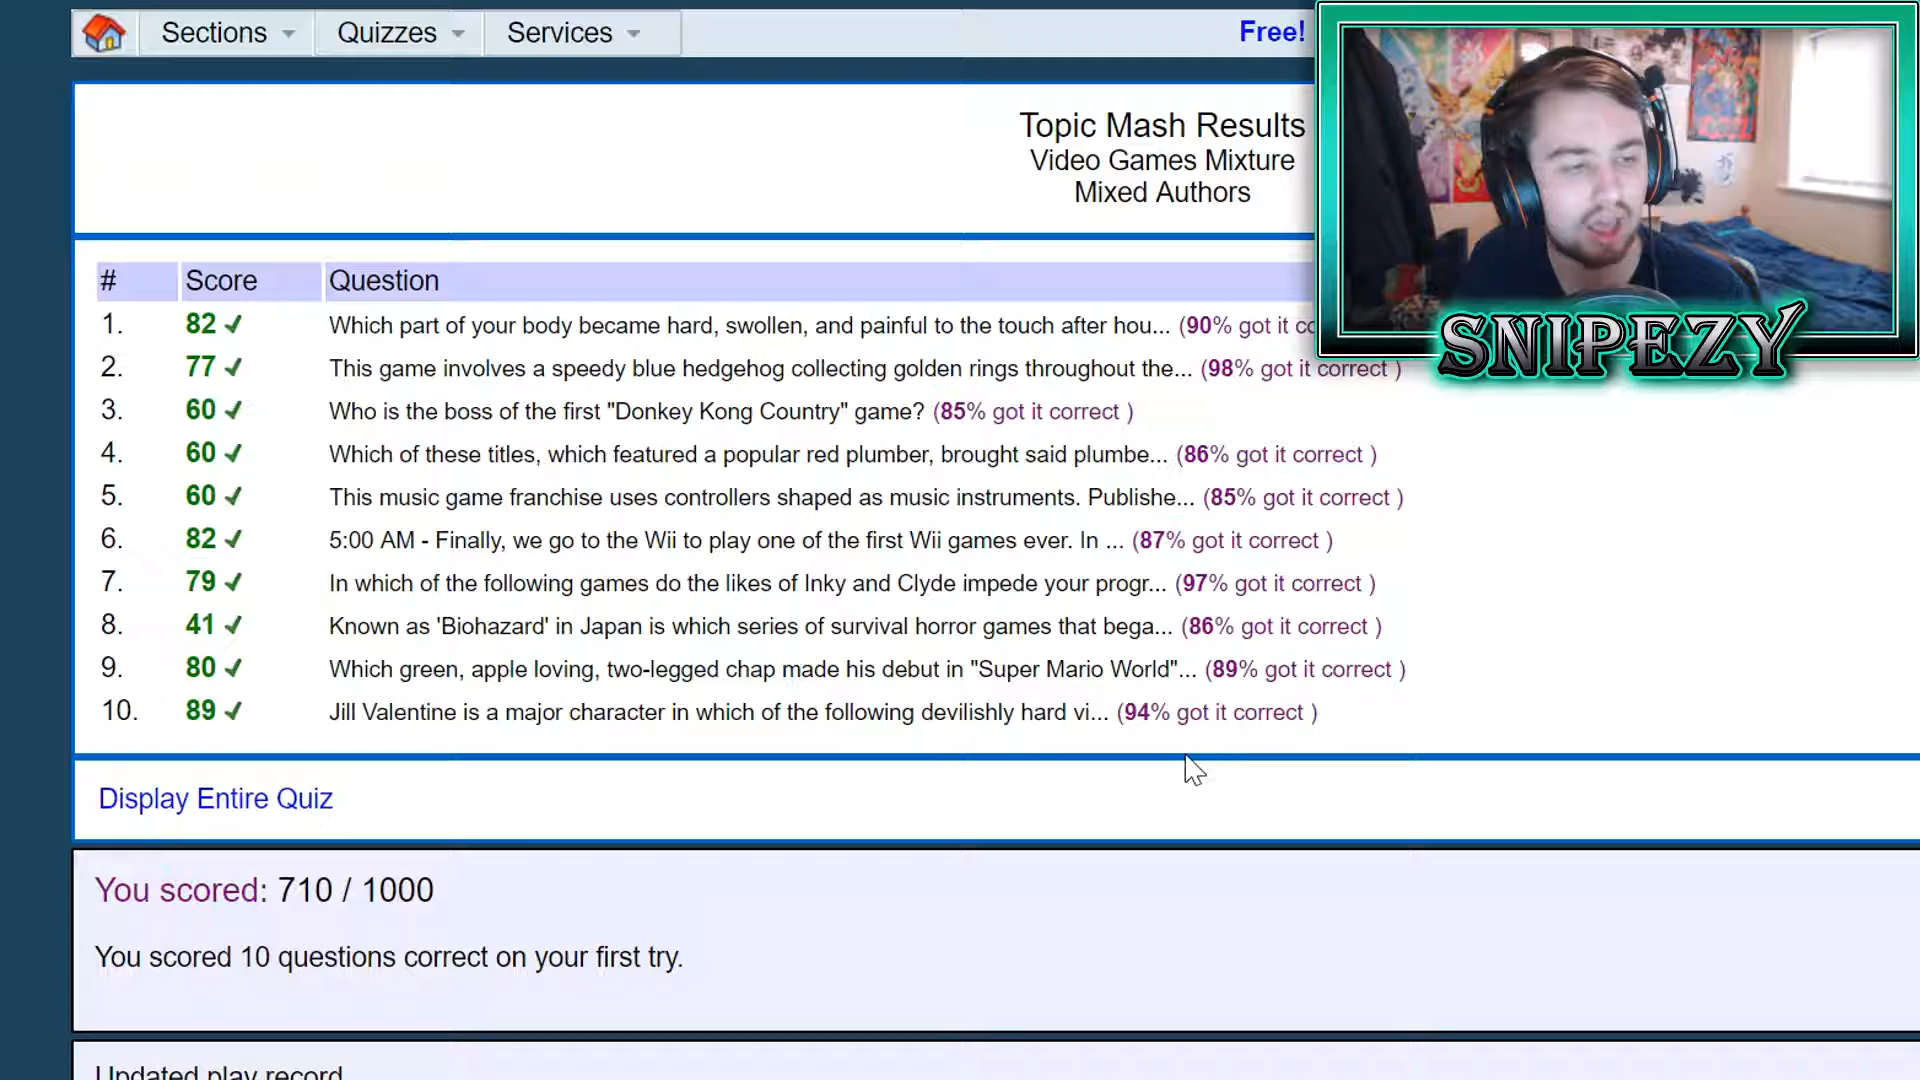 Sections
Quizzes
Services
Free!
Topic Mash Results
Video Games Mixture
Mixed Authors
SNIPEZY
# Score Question
1. 82 Which part of your body became hard, swollen, and painful to the touch after hou... (90% got it co
2. 77 This game involves a speedy blue hedgehog collecting golden rings throughout the... (98% got it correct )
3. 60 Who is the boss of the first "Donkey Kong Country" game? (85% got it correct )
4. 60 Which of these titles, which featured a popular red plumber, brought said plumbe... (86% got it correct )
5. 60 This music game franchise uses controllers shaped as music instruments. Publishe... (85% got it correct )
6. 82 5:00 AM - Finally, we go to the Wii to play one of the first Wii games ever. In ... (87% got it correct )
7. 79 In which of the following games do the likes of Inky and Clyde impede your progr... (97% got it correct )
8. 41 Known as 'Biohazard' in Japan is which series of survival horror games that bega... (86% got it correct )
9. 80 Which green, apple loving, two-legged chap made his debut in "Super Mario World"... (89% got it correct )
10. 89 Jill Valentine is a major character in which of the following devilishly hard vi... (94% got it correct )
Display Entire Quiz
You scored: 710 / 1000
You scored 10 questions correct on your first try.
Updated play record